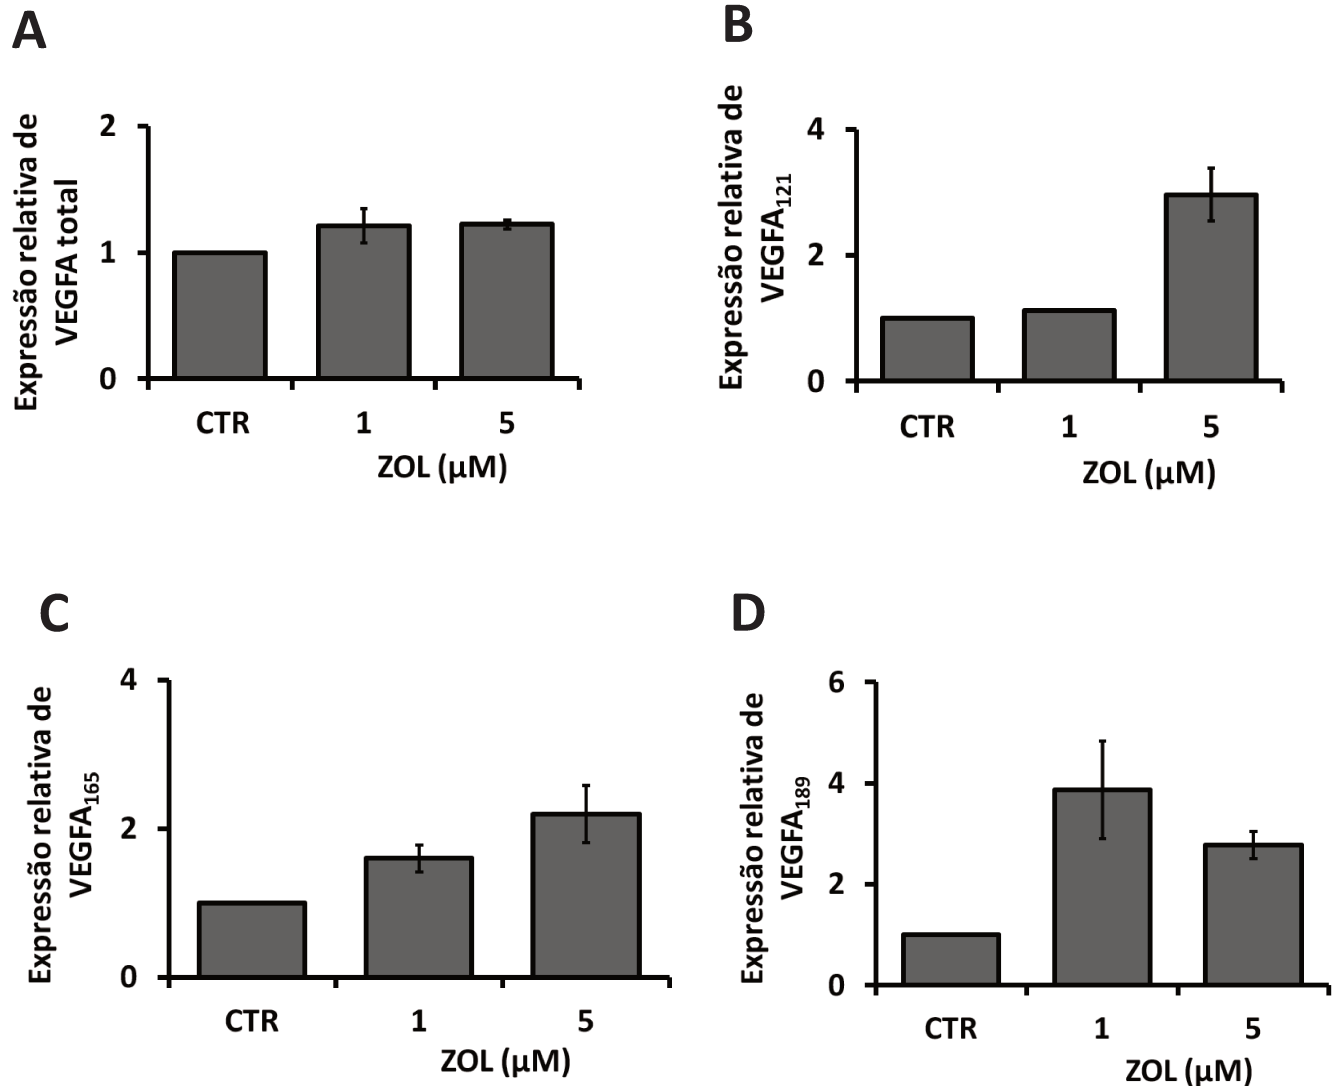 A
Expressão relativa de
VEGFA total
2
1
0
CTR
1
5
ZOL (µM)
B
Expressão relativa de
VEGFA121
4
2
0
CTR
1
5
ZOL (µM)
C
Expressão relativa de
VEGFA165
4
2
0
CTR
1
5
ZOL (µM)
D
Expressão relativa de
VEGFA189
6
4
2
0
CTR
1
5
ZOL (µM)